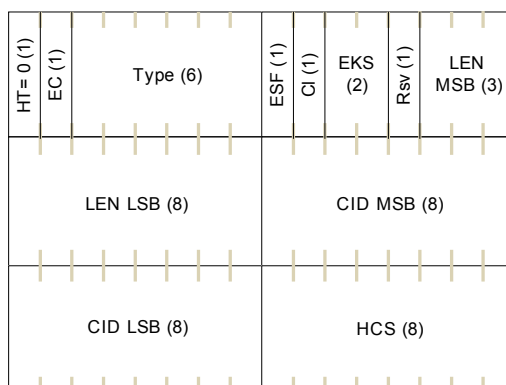 HT= 0 (1)
EC (1)
Type (6)
ESF (1)
CI (1)
EKS
(2)
Rsv (1)
LEN
MSB (3)
LEN LSB (8)
CID MSB (8)
CID LSB (8)
HCS (8)